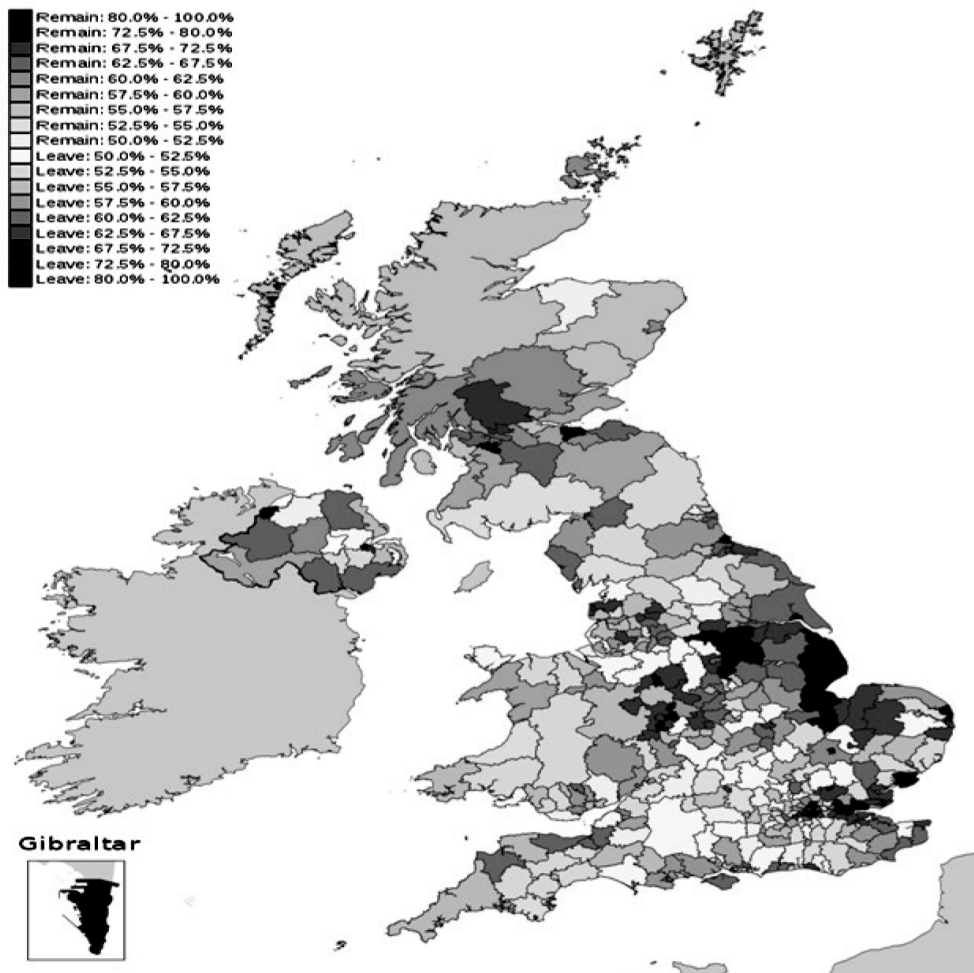 Remain: 80.0% - 100.0%
Remain: 72.5% - 80.0%
Remain: 67.5% - 72.5%
Remain: 62.5% - 67.5%
Remain: 60.0% - 62.5%
Remain: 57.5% - 60.0%
Remain: 55.0% - 57.5%
Remain: 52.5% - 55.0%
Remain: 50.0% - 52.5%
Leave: 50.0% - 52.5%
Leave: 52.5% - 55.0%
Leave: 55.0% - 57.5%
Leave: 57.5% - 60.0%
Leave: 60.0% - 62.5%
Leave: 62.5% - 67.5%
Leave: 67.5% - 72.5%
Leave: 72.5% - 80.0%
Leave: 80.0% - 100.0%
Gibraltar